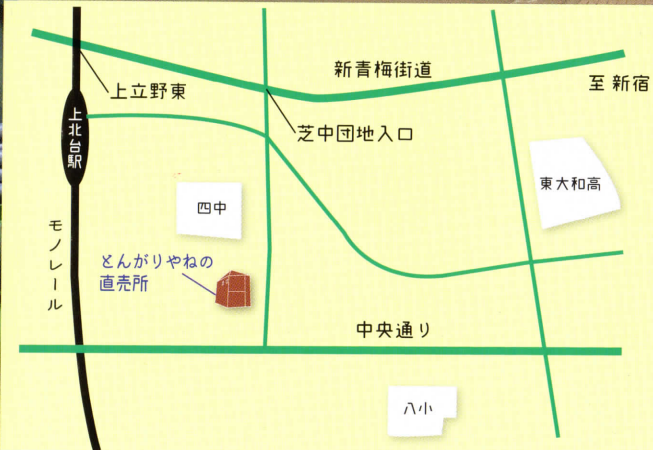 新青梅街道
至 新宿
上立野東
上北台駅
芝中団地入口
東大和高
四中
モノレール
とんがりやねの
直売所
中央通り
八小